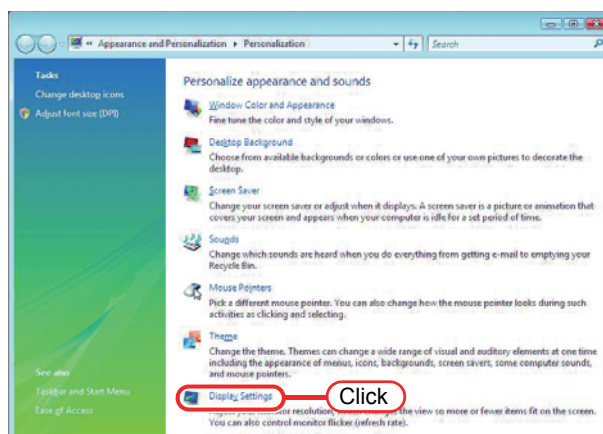 Appearance and Personalization ▸ Personalization
Search
Tasks
Change desktop icons
Adjust font size (DPI)
See also
Taskbar and Start Menu
Ease of Access
Personalize appearance and sounds
Window Color and Appearance
Fine tune the color and style of your windows.
Desktop Background
Choose from available backgrounds or colors or use one of your own pictures to decorate the
desktop.
Screen Saver
Change your screen saver or adjust when it displays. A screen saver is a picture or animation that
covers your screen and appears when your computer is idle for a set period of time.
Sounds
Change which sounds are heard when you do everything from getting e-mail to emptying your
Recycle Bin.
Mouse Pointers
Pick a different mouse pointer. You can also change how the mouse pointer looks during such
activities as clicking and selecting.
Theme
Change the theme. Themes can change a wide range of visual and auditory elements at one time
including the appearance of menus, icons, backgrounds, screen savers, some computer sounds,
and mouse pointers.
Display Settings
Click
resolution, the view so more or fewer items fit on the screen.
You can also control monitor flicker (refresh rate).